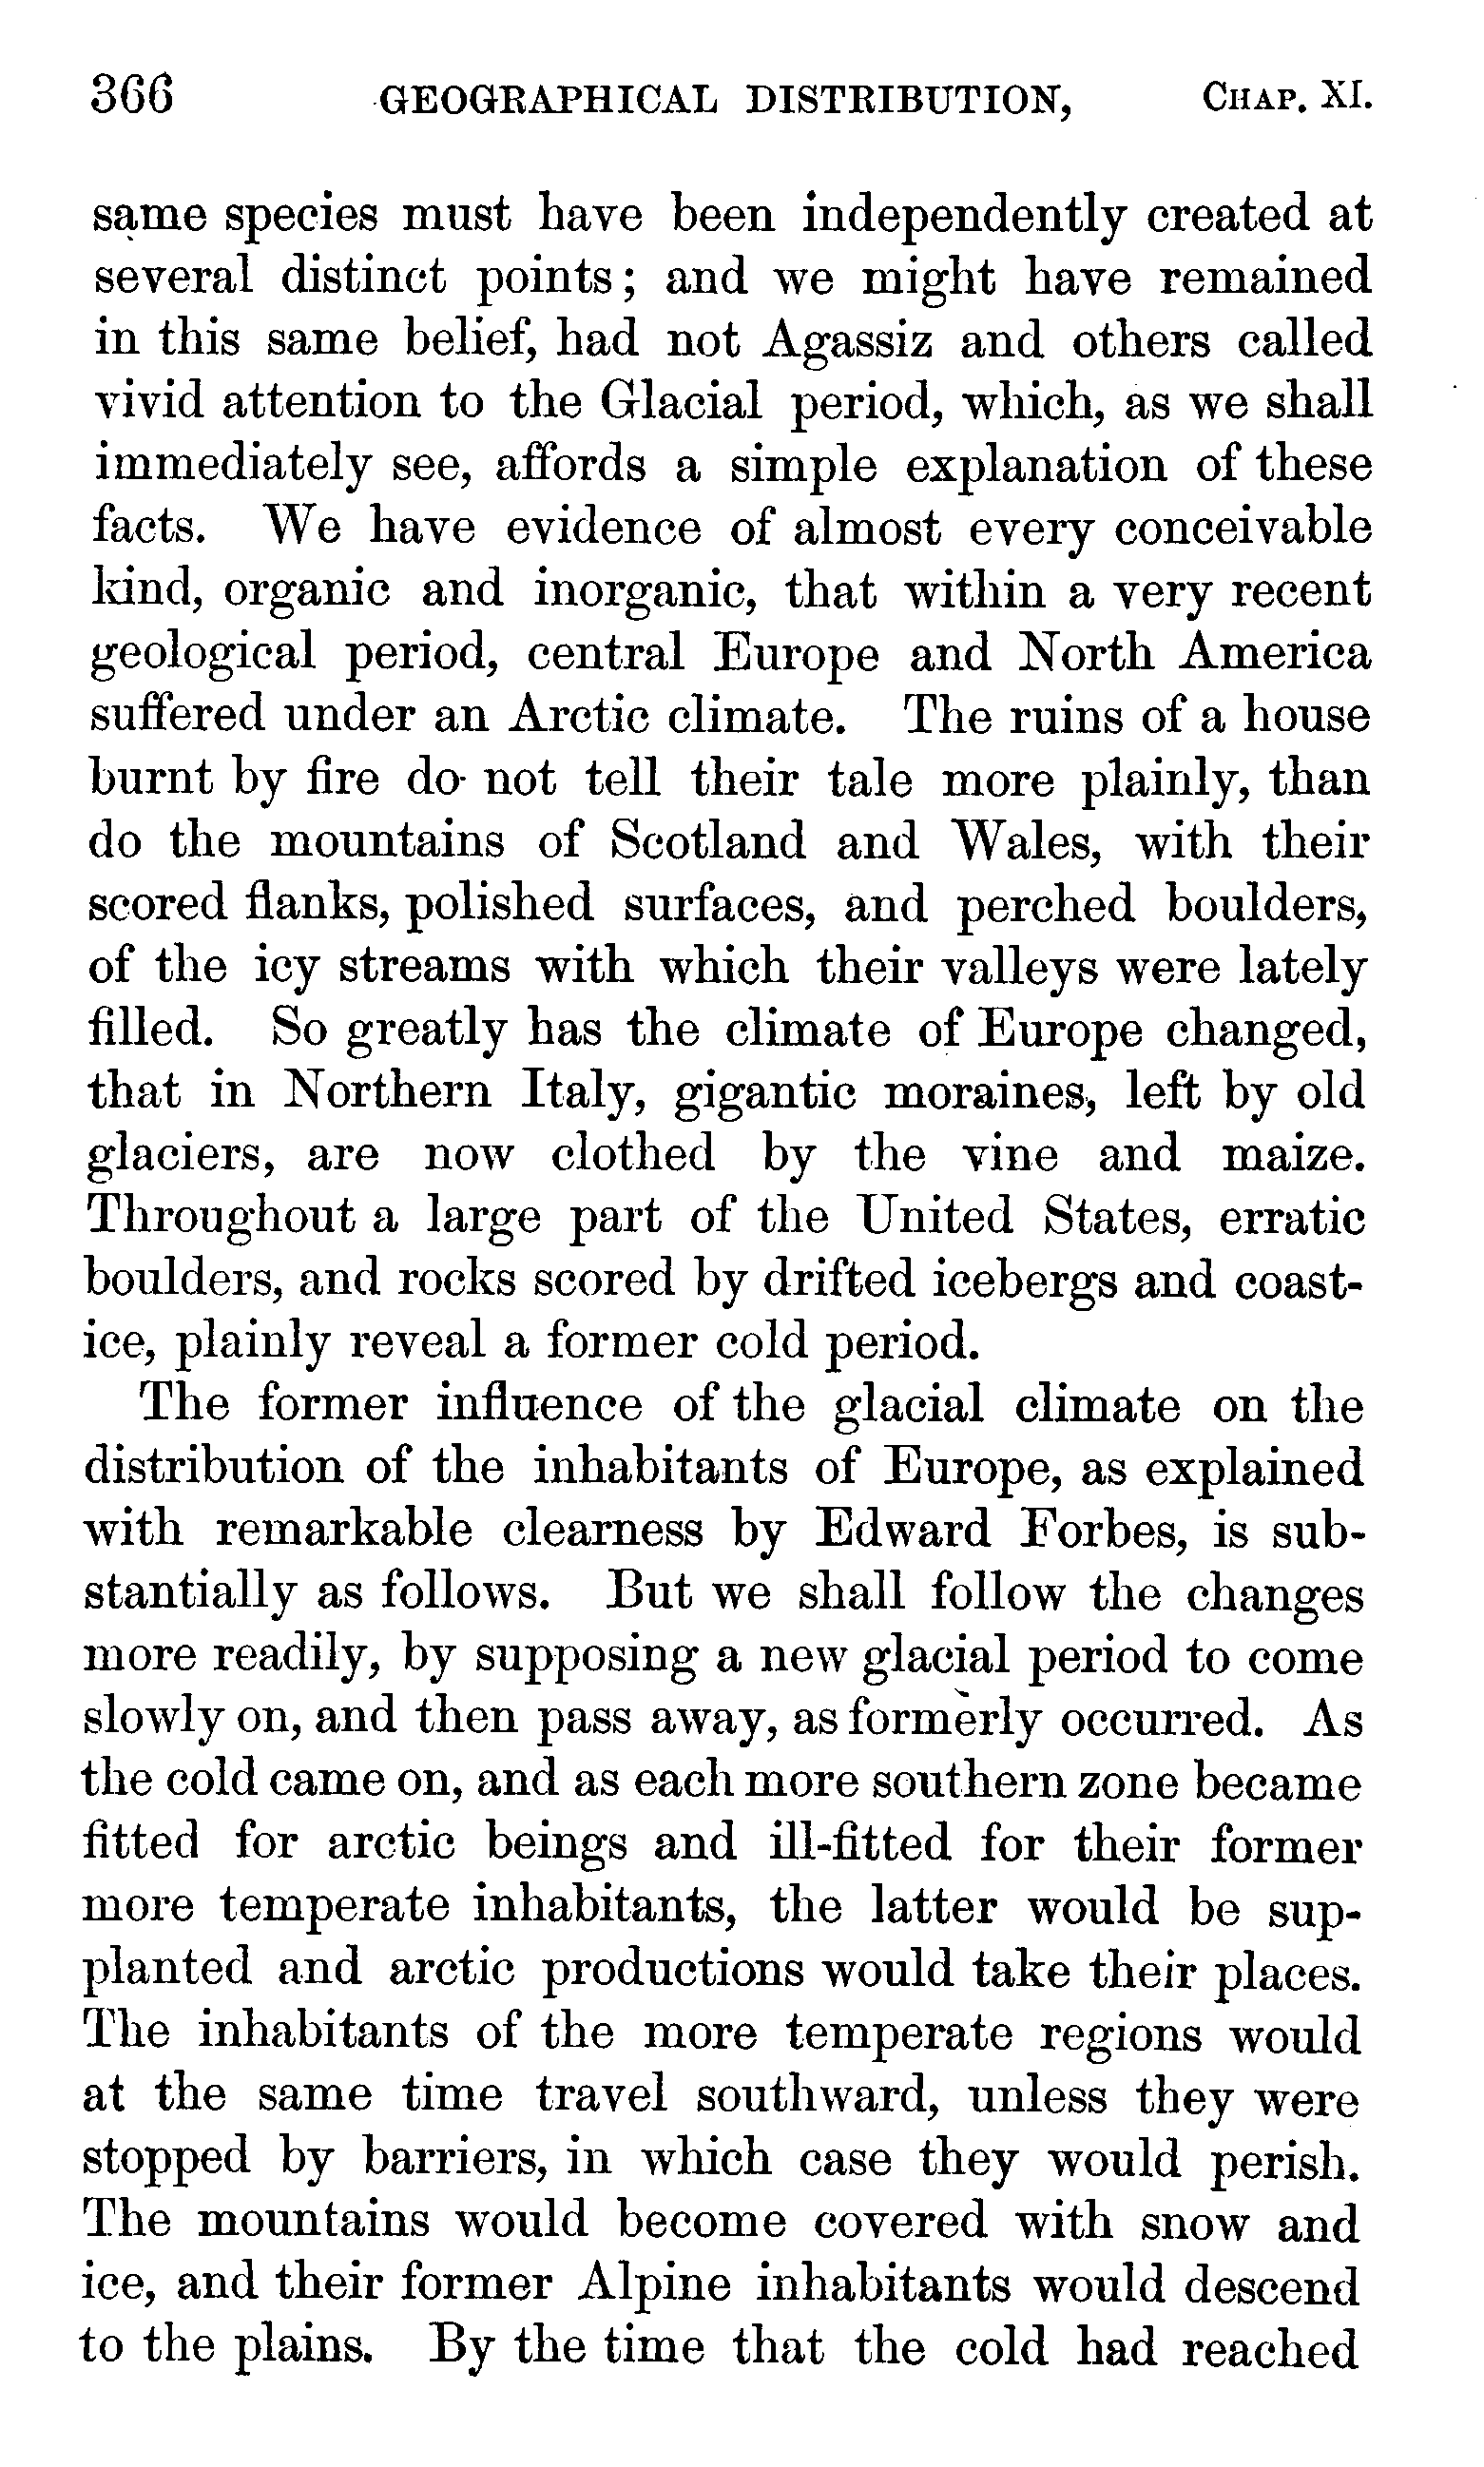 366 GEOGRAPHICAL DISTRIBUTION, CHAP. XI.
same species must have been independently created at
several distinct points; and we might have remained
in this same belief, had not Agassiz and others called
vivid attention to the Glacial period, which, as we shall
immediately see, affords a simple explanation of these
facts. We have evidence of almost every conceivable
kind, organic and inorganic, that within a very recent
geological period, central Europe and North America
suffered under an Arctic climate. The ruins of a house
burnt by fire do not tell their tale more plainly, than
do the mountains of Scotland and Wales, with their
scored flanks, polished surfaces, and perched boulders,
of the icy streams with which their valleys were lately
filled. So greatly has the climate of Europe changed,
that in Northern Italy, gigantic moraines, left by old
glaciers, are now clothed by the vine and maize.
Throughout a large part of the United States, erratic
boulders, and rocks scored by drifted icebergs and coast-
ice, plainly reveal a former cold period.
The former influence of the glacial climate on the
distribution of the inhabitants of Europe, as explained
with remarkable clearness by Edward Forbes, is sub-
stantially as follows. But we shall follow the changes
more readily, by supposing a new glacial period to come
slowly on, and then pass away, as formerly occurred. As
the cold came on, and as each more southern zone became
fitted for arctic beings and ill-fitted for their former
more temperate inhabitants, the latter would be sup-
planted and arctic productions would take their places.
The inhabitants of the more temperate regions would
at the same time travel southward, unless they were
stopped by barriers, in which case they would perish.
The mountains would become covered with snow and
ice, and their former Alpine inhabitants would descend
to the plains. By the time that the cold had reached